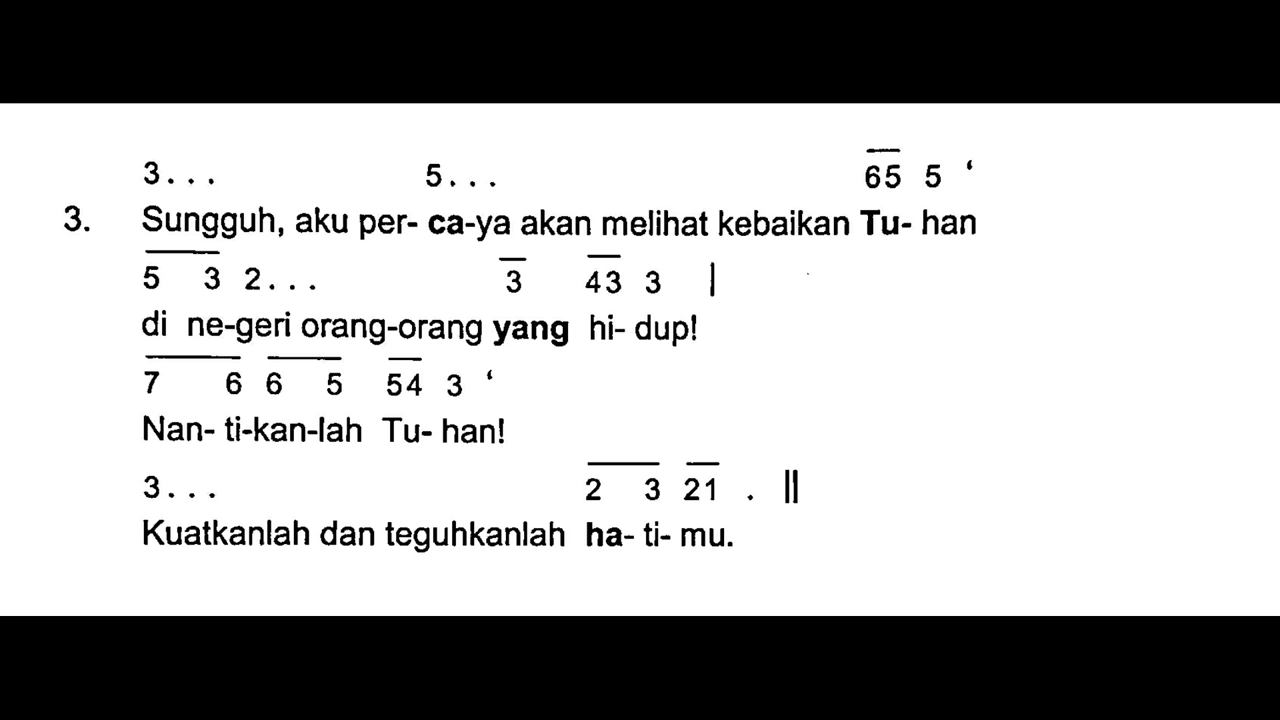 3... 5... 65 5 ‘
3. Sungguh, aku per- ca-ya akan melihat kebaikan Tu- han
5 3 2... 3 43 3 |
di ne-geri orang-orang yang hi- dup!
7 6 6 5 54 3 ‘
Nan- ti-kan-lah Tu- han!
3... 2 3 21 . ||
Kuatkanlah dan teguhkanlah ha- ti- mu.